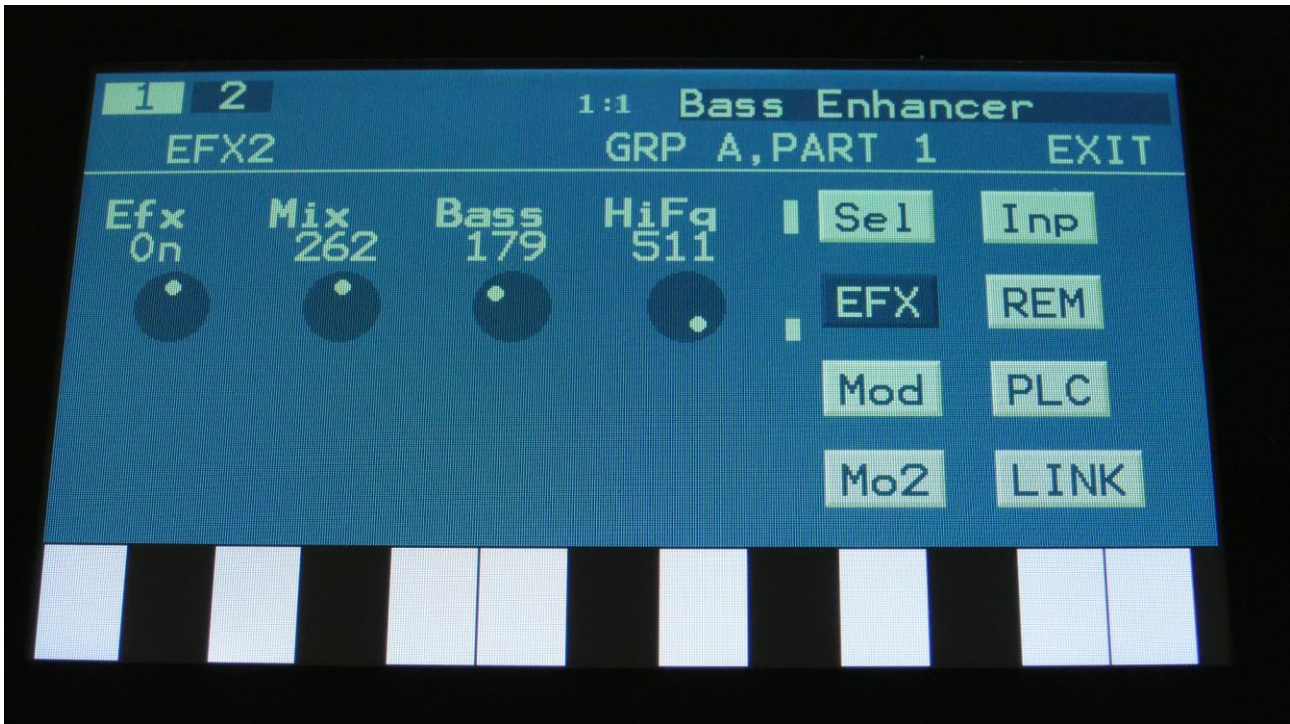 1 2 1:1 Bass Enhancer
EFX2 GRP A,PART 1 EXIT
Efx Mix Bass HiFq Sel Inp
On 262 179 511
EFX REM
Mod PLC
Mo2 LINK